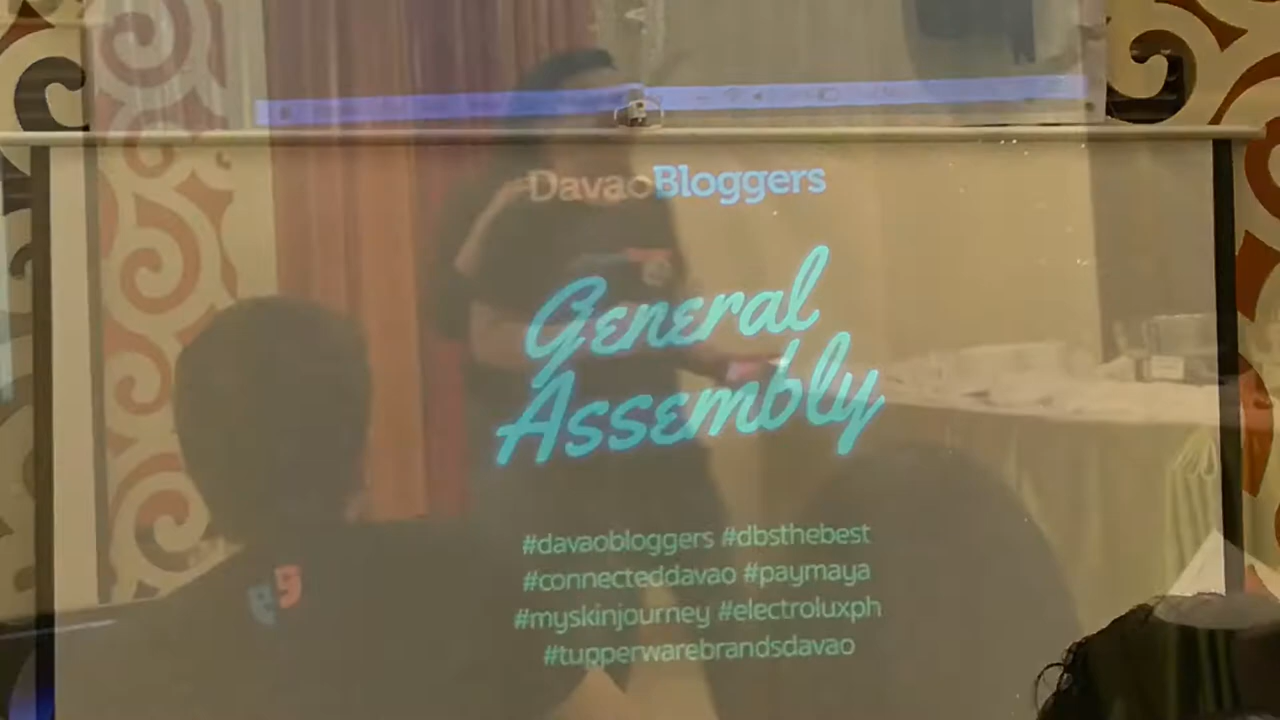 DavaoBloggers
General
Assembly
#davaobloggers #dbsthebest
#connecteddavao #paymaya
#myskinjourney #electroluxph
#tupperwarebrandsdavao